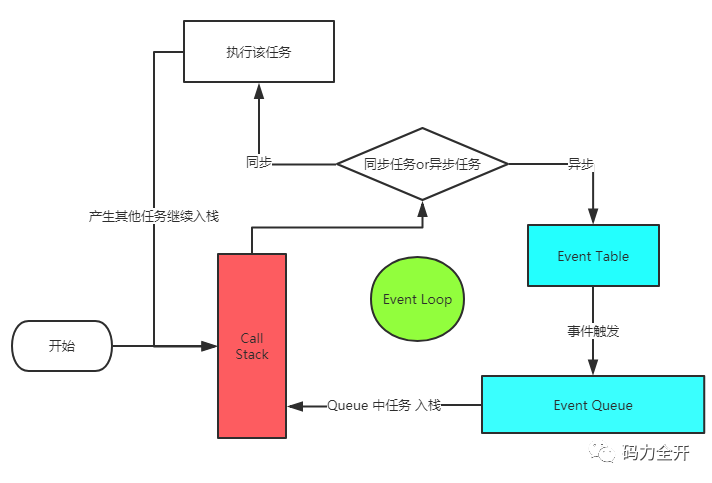 执行该任务
同步任务or异步任务
同步
异步
产生其他任务继续入栈
Event Table
Event Loop
事件触发
开始
Call
Stack
Queue 中任务 入栈
Event Queue
码力全开